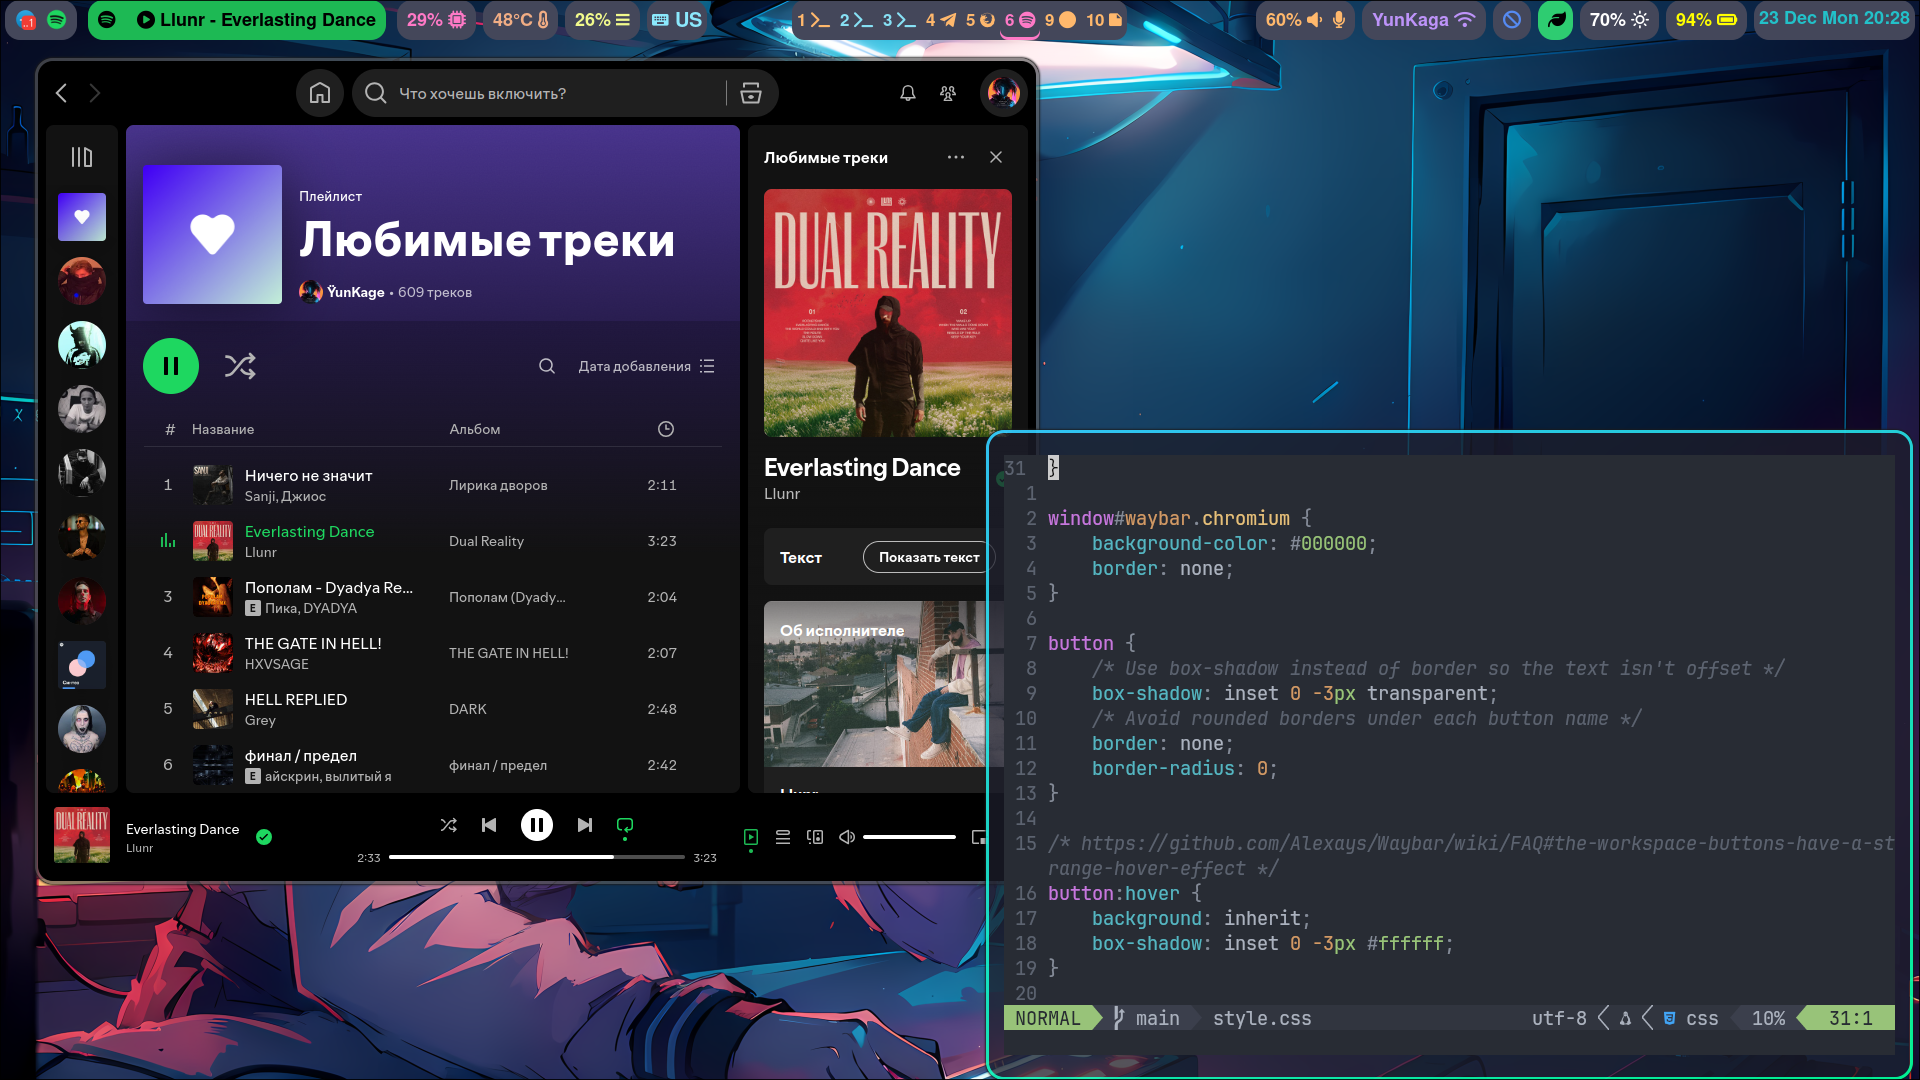 1 Llunr - Everlasting Dance 29% 48°C 26% US 1 2 3 4 5 6 9 10 60% YunKaga 70% 94% 23 Dec Mon 20:28
Что хочешь включить?
Плейлист
Любимые треки
ŸunKage • 609 треков
Дата добавления
# Название Альбом
1 Ничего не значит Лирика дворов 2:11
Sanji, Джиос
Everlasting Dance Dual Reality 3:23
Llunr
3 Пополам - Dyadya Re... Пополам (Dyady... 2:04
E Пика, DYADYA
4 THE GATE IN HELL! THE GATE IN HELL! 2:07
HXVSAGE
5 HELL REPLIED DARK 2:48
Grey
6 финал / предел финал / предел 2:42
E айскрин, вылитый я
Любимые треки
DUAL REALITY
01 02
Everlasting Dance
Llunr
Текст Показать текст
Об исполнителе
DUAL REALITY
Everlasting Dance
Llunr
2:33 3:23
31 }
1
2 window#waybar.chromium {
3     background-color: #000000;
4     border: none;
5 }
6
7 button {
8     /* Use box-shadow instead of border so the text isn't offset */
9     box-shadow: inset 0 -3px transparent;
10     /* Avoid rounded borders under each button name */
11     border: none;
12     border-radius: 0;
13 }
14
15 /* https://github.com/Alexays/Waybar/wiki/FAQ#the-workspace-buttons-have-a-st
range-hover-effect */
16 button:hover {
17     background: inherit;
18     box-shadow: inset 0 -3px #ffffff;
19 }
20
NORMAL main style.css utf-8 css 10% 31:1